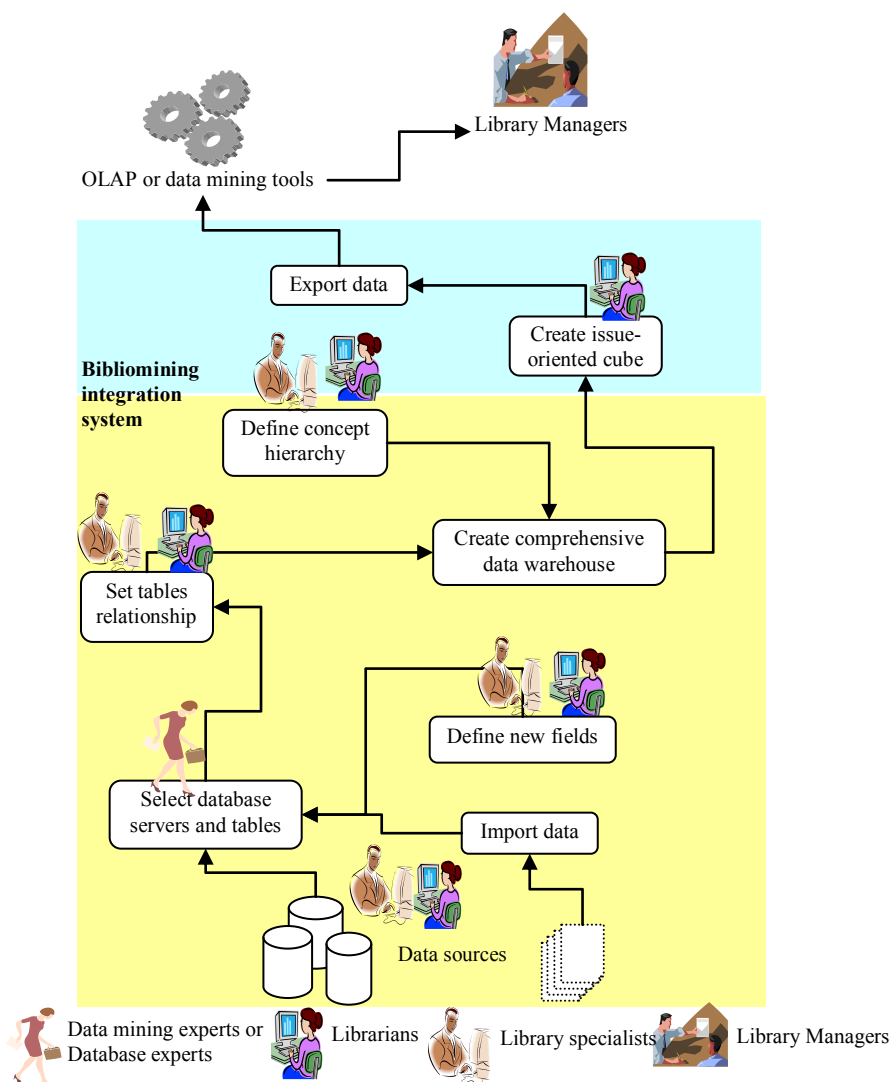 Library Managers
OLAP or data mining tools
Export data
Create issue-
oriented cube
Bibliomining
integration
system
Define concept
hierarchy
Create comprehensive
data warehouse
Set tables
relationship
Define new fields
Select database
servers and tables
Import data
Data sources
Data mining experts or
Database experts
Librarians
Library specialists
Library Managers